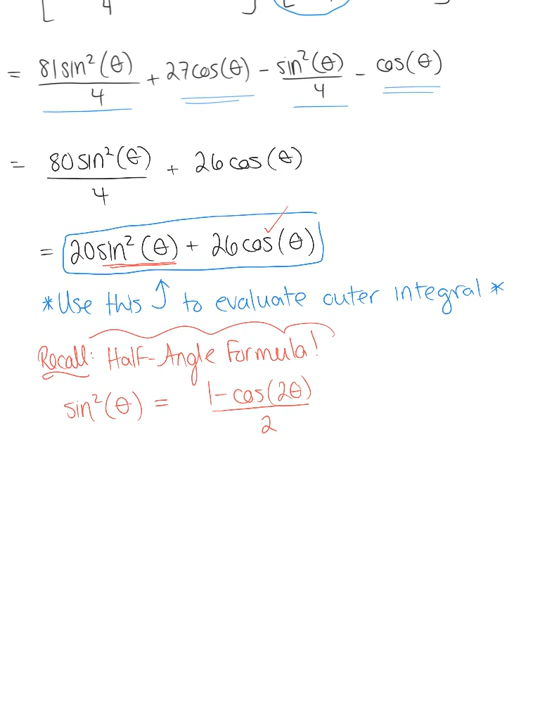 [ 4 ] [
= 81sin²(θ)/4 + 27cos(θ) - sin²(θ)/4 - cos(θ)
= 80sin²(θ)/4 + 26cos(θ)
= 20sin²(θ) + 26cos(θ) ✓
*Use this ↑ to evaluate outer integral*
Recall: Half-Angle Formula!
sin²(θ) = 1-cos(2θ)/2